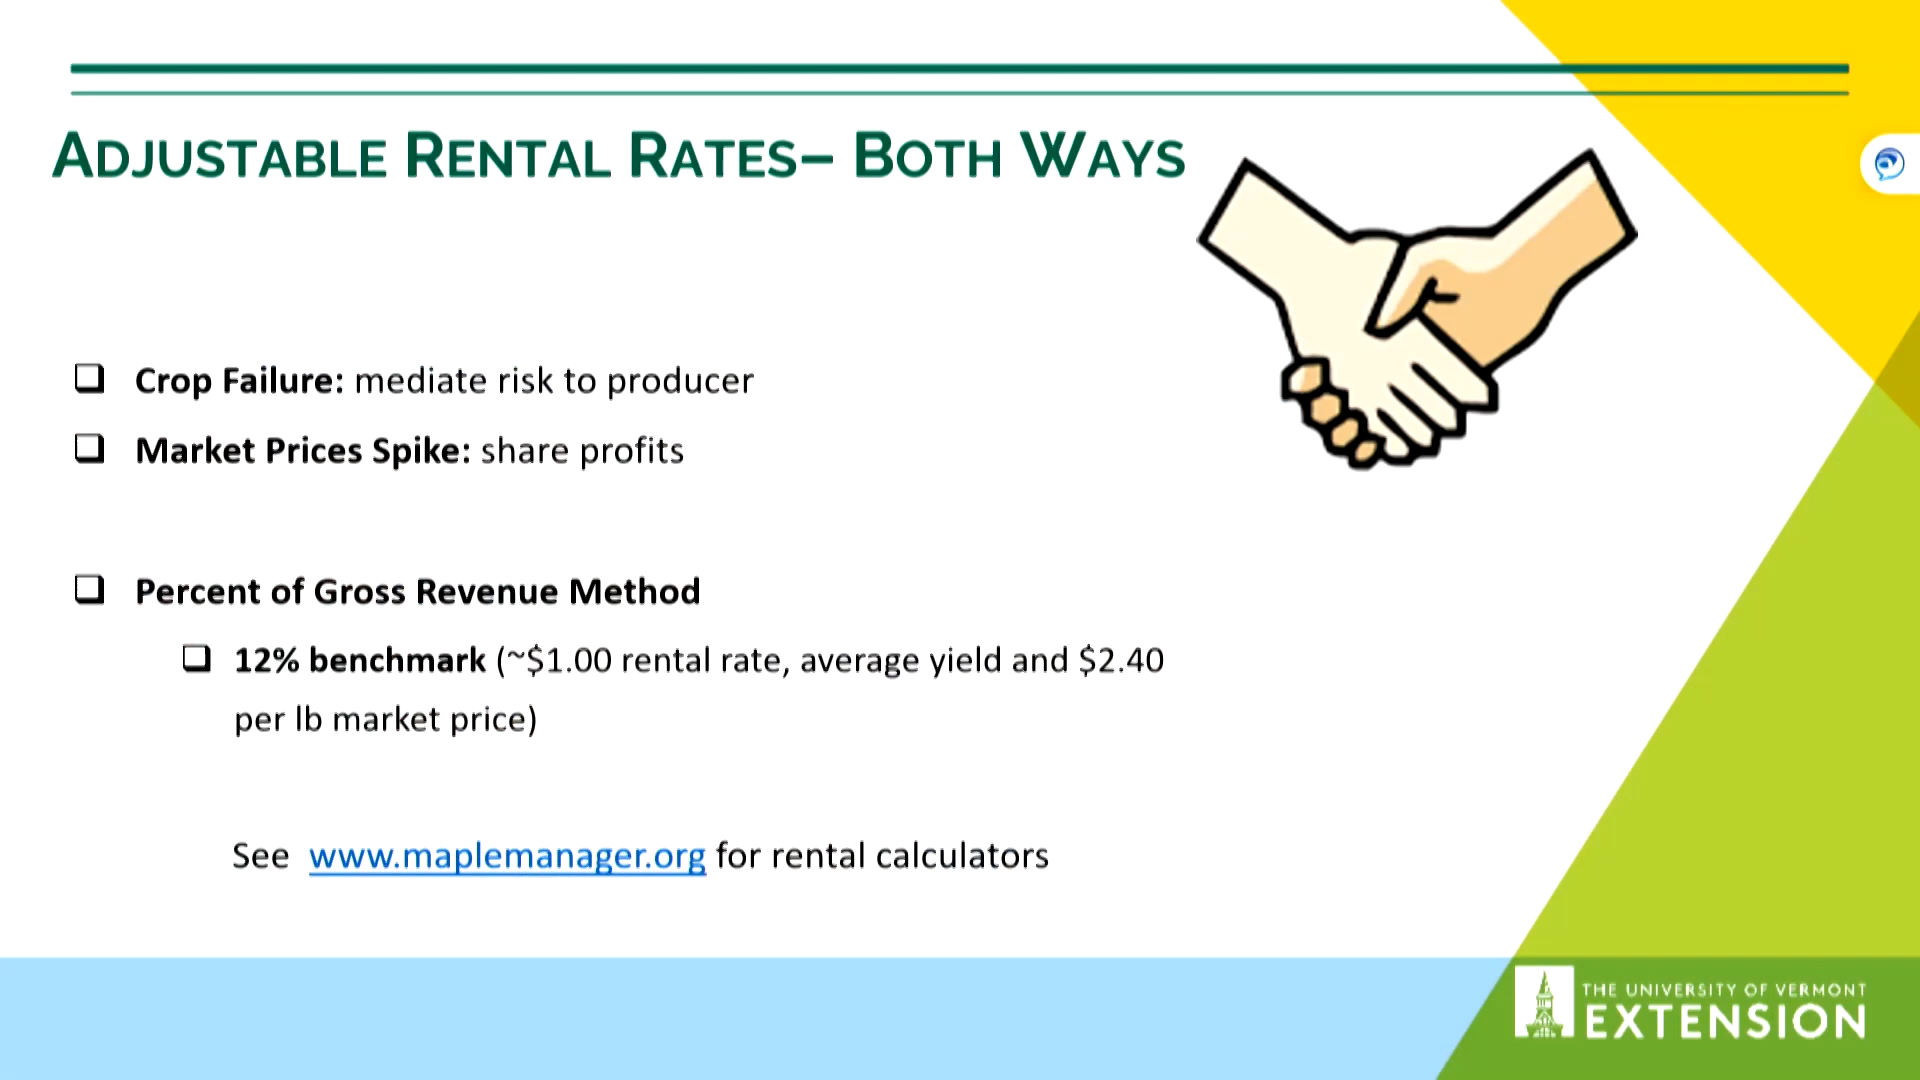 ADJUSTABLE RENTAL RATES– BOTH WAYS
Crop Failure: mediate risk to producer
Market Prices Spike: share profits
Percent of Gross Revenue Method
12% benchmark (~$1.00 rental rate, average yield and $2.40
per lb market price)
See www.maplemanager.org for rental calculators
THE UNIVERSITY OF VERMONT
EXTENSION